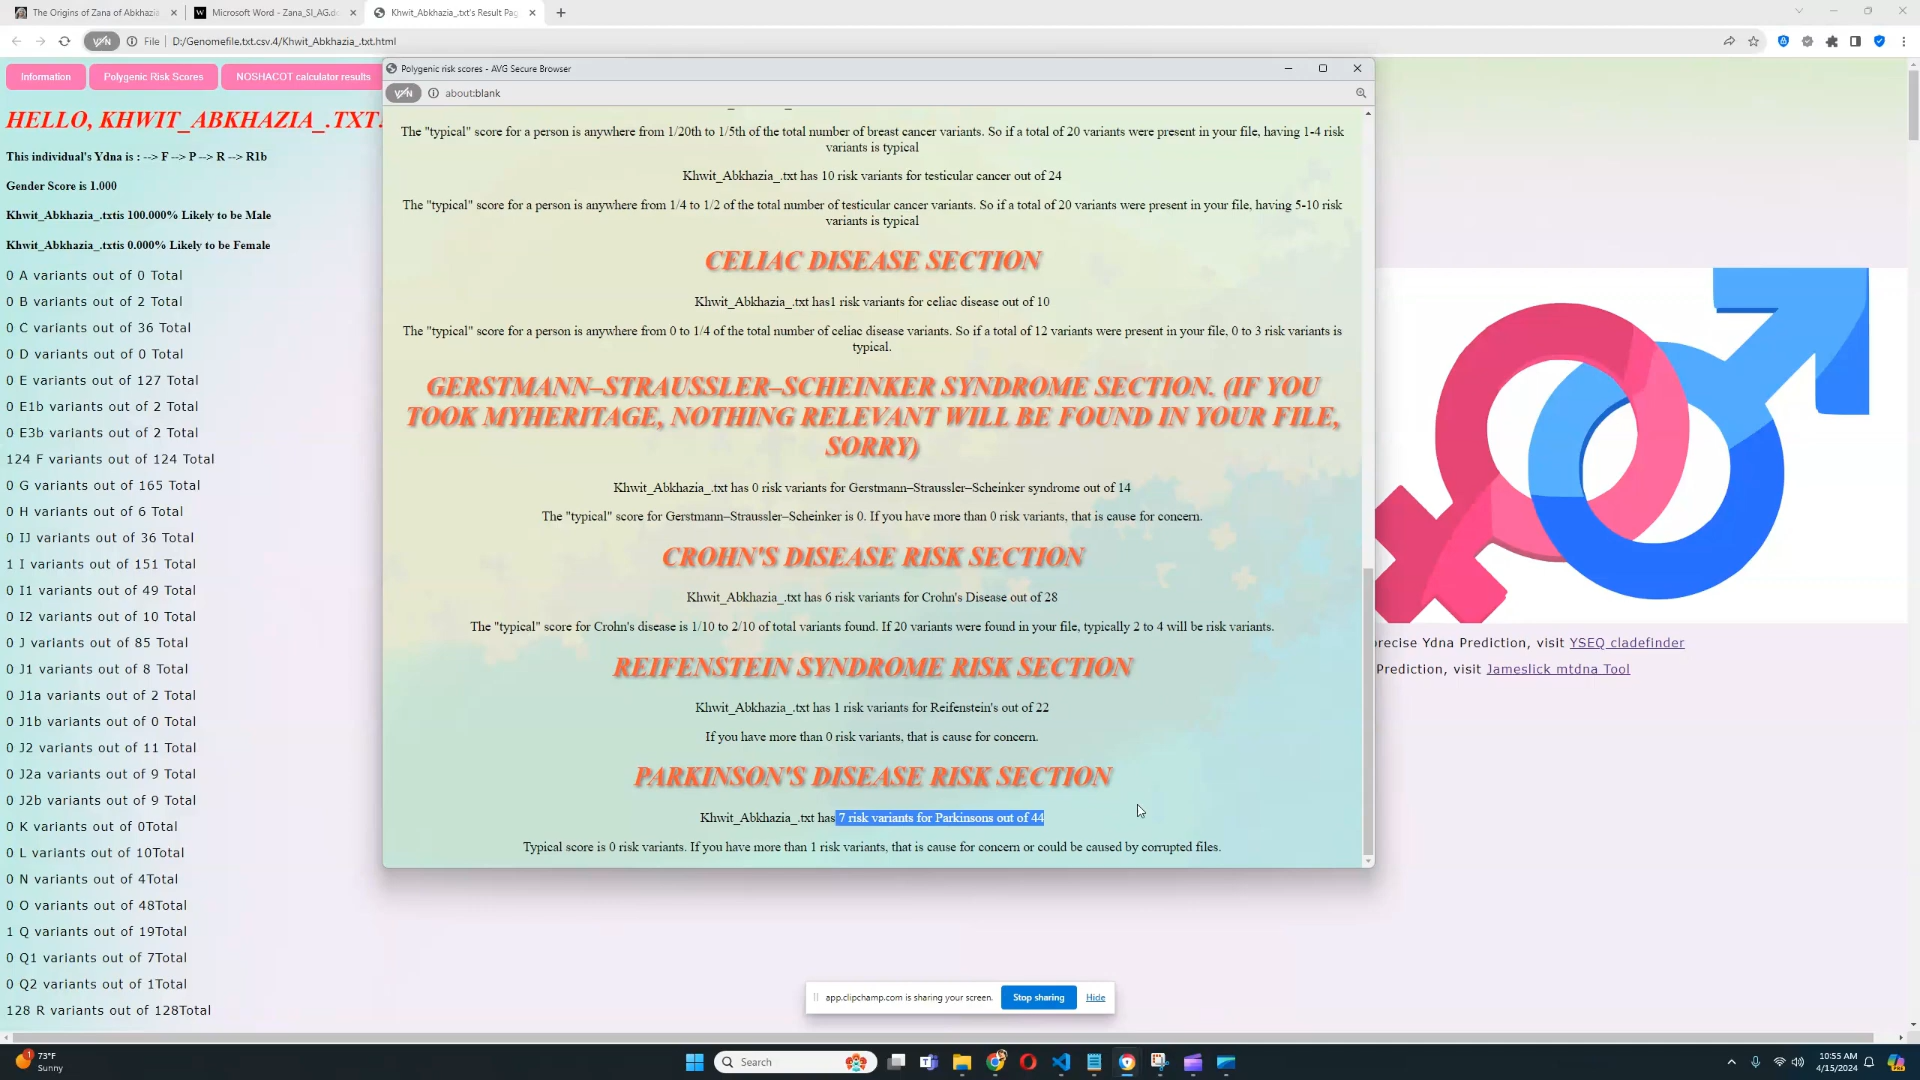 The Origins of Zana of Abkhazia
Microsoft Word - Zana_SI_AG.do
Khwit_Abkhazia_.txt's Result Pag
VPN
File
D:/Genomefile.txt.csv.4/Khwit_Abkhazia_.txt.html
Information
Polygenic Risk Scores
NOSHACOT calculator results
HELLO, KHWIT_ABKHAZIA_.TXT!
This individual's Ydna is : --> F --> P --> R --> R1b
Gender Score is 1.000
Khwit_Abkhazia_.txtis 100.000% Likely to be Male
Khwit_Abkhazia_.txtis 0.000% Likely to be Female
0 A variants out of 0 Total
0 B variants out of 2 Total
0 C variants out of 36 Total
0 D variants out of 0 Total
0 E variants out of 127 Total
0 E1b variants out of 2 Total
0 E3b variants out of 2 Total
124 F variants out of 124 Total
0 G variants out of 165 Total
0 H variants out of 6 Total
0 IJ variants out of 36 Total
1 I variants out of 151 Total
0 I1 variants out of 49 Total
0 I2 variants out of 10 Total
0 J variants out of 85 Total
0 J1 variants out of 8 Total
0 J1a variants out of 2 Total
0 J1b variants out of 0 Total
0 J2 variants out of 11 Total
0 J2a variants out of 9 Total
0 J2b variants out of 9 Total
0 K variants out of 0Total
0 L variants out of 10Total
0 N variants out of 4Total
0 O variants out of 48Total
1 Q variants out of 19Total
0 Q1 variants out of 7Total
0 Q2 variants out of 1Total
128 R variants out of 128Total
Polygenic risk scores - AVG Secure Browser
VPN
about:blank
The "typical" score for a person is anywhere from 1/20th to 1/5th of the total number of breast cancer variants. So if a total of 20 variants were present in your file, having 1-4 risk
variants is typical
Khwit_Abkhazia_.txt has 10 risk variants for testicular cancer out of 24
The "typical" score for a person is anywhere from 1/4 to 1/2 of the total number of testicular cancer variants. So if a total of 20 variants were present in your file, having 5-10 risk
variants is typical
CELIAC DISEASE SECTION
Khwit_Abkhazia_.txt has1 risk variants for celiac disease out of 10
The "typical" score for a person is anywhere from 0 to 1/4 of the total number of celiac disease variants. So if a total of 12 variants were present in your file, 0 to 3 risk variants is
typical.
GERSTMANN–STRAUSSLER–SCHEINKER SYNDROME SECTION. (IF YOU
TOOK MYHERITAGE, NOTHING RELEVANT WILL BE FOUND IN YOUR FILE,
SORRY)
Khwit_Abkhazia_.txt has 0 risk variants for Gerstmann–Straussler–Scheinker syndrome out of 14
The "typical" score for Gerstmann–Straussler–Scheinker is 0. If you have more than 0 risk variants, that is cause for concern.
CROHN'S DISEASE RISK SECTION
Khwit_Abkhazia_.txt has 6 risk variants for Crohn's Disease out of 28
The "typical" score for Crohn's disease is 1/10 to 2/10 of total variants found. If 20 variants were found in your file, typically 2 to 4 will be risk variants.
REIFENSTEIN SYNDROME RISK SECTION
Khwit_Abkhazia_.txt has 1 risk variants for Reifenstein's out of 22
If you have more than 0 risk variants, that is cause for concern.
PARKINSON'S DISEASE RISK SECTION
Khwit_Abkhazia_.txt has 7 risk variants for Parkinsons out of 44
Typical score is 0 risk variants. If you have more than 1 risk variants, that is cause for concern or could be caused by corrupted files.
precise Ydna Prediction, visit YSEQ cladefinder
Prediction, visit Jameslick mtdna Tool
app.clipchamp.com is sharing your screen.
Stop sharing
Hide
1
73°F
Sunny
Search
10:55 AM
4/15/2024